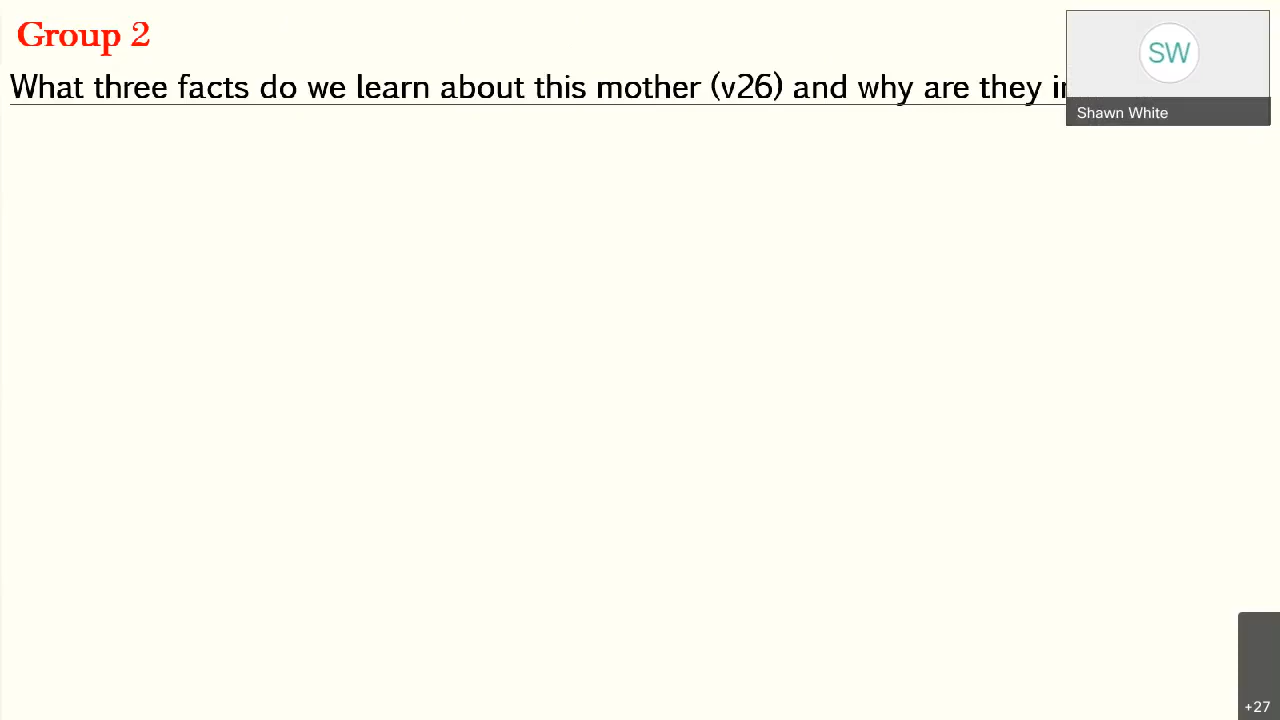 Group 2
What three facts do we learn about this mother (v26) and why are they
SW
Shawn White
+27